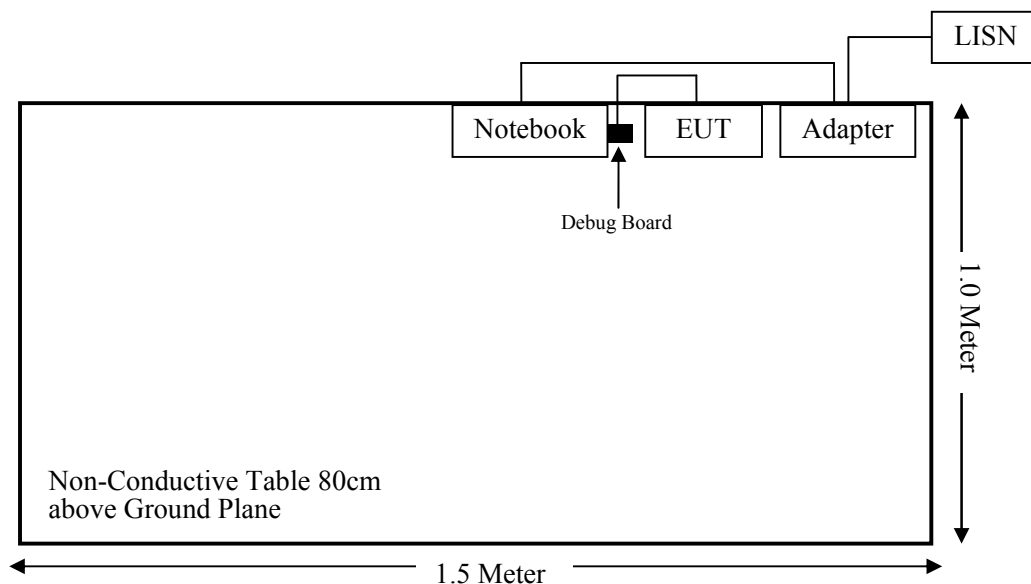 LISN
Notebook
EUT
Adapter
Debug Board
1.0 Meter
Non-Conductive Table 80cm
above Ground Plane
1.5 Meter